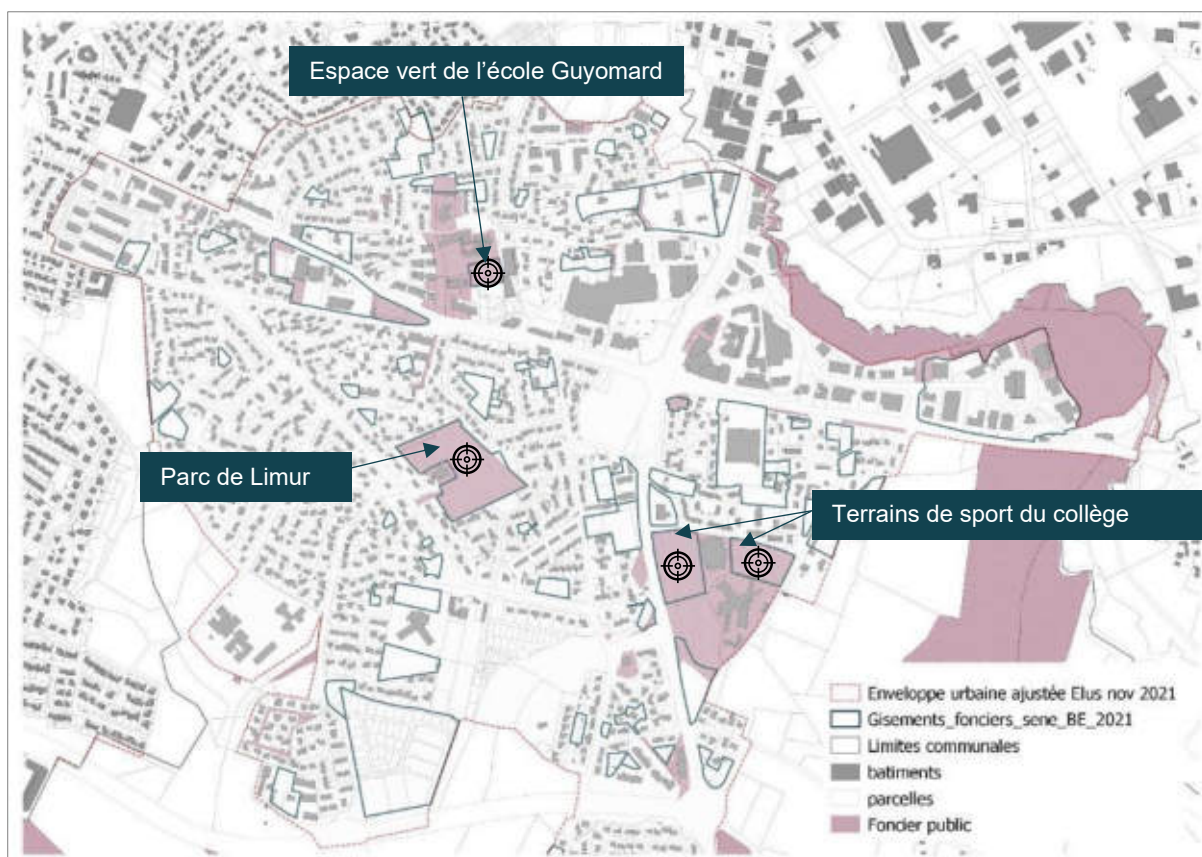 Espace vert de l’école Guyomard
Parc de Limur
Terrains de sport du collège
Enveloppe urbaine ajustée Elus nov 2021
Gisements_fonciers_sene_BE_2021
Limites communales
batiments
parcelles
Foncier public